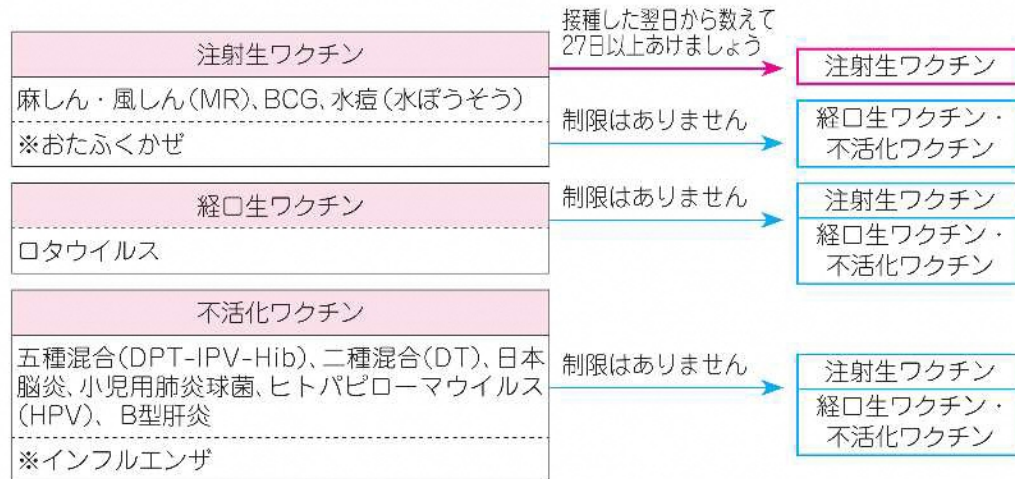 接種した翌日から数えて
27日以上あけましょう
注射生ワクチン
注射生ワクチン
麻しん・風しん(MR)、BCG、水痘(水ぼうそう)
※おたふくかぜ
制限はありません
経口生ワクチン・
不活化ワクチン
経口生ワクチン
ロタウイルス
制限はありません
注射生ワクチン
経口生ワクチン・
不活化ワクチン
不活化ワクチン
五種混合(DPT-IPV-Hib)、二種混合(DT)、日本
脳炎、小児用肺炎球菌、ヒトパピローマウイルス
(HPV)、B型肝炎
※インフルエンザ
制限はありません
注射生ワクチン
経口生ワクチン・
不活化ワクチン